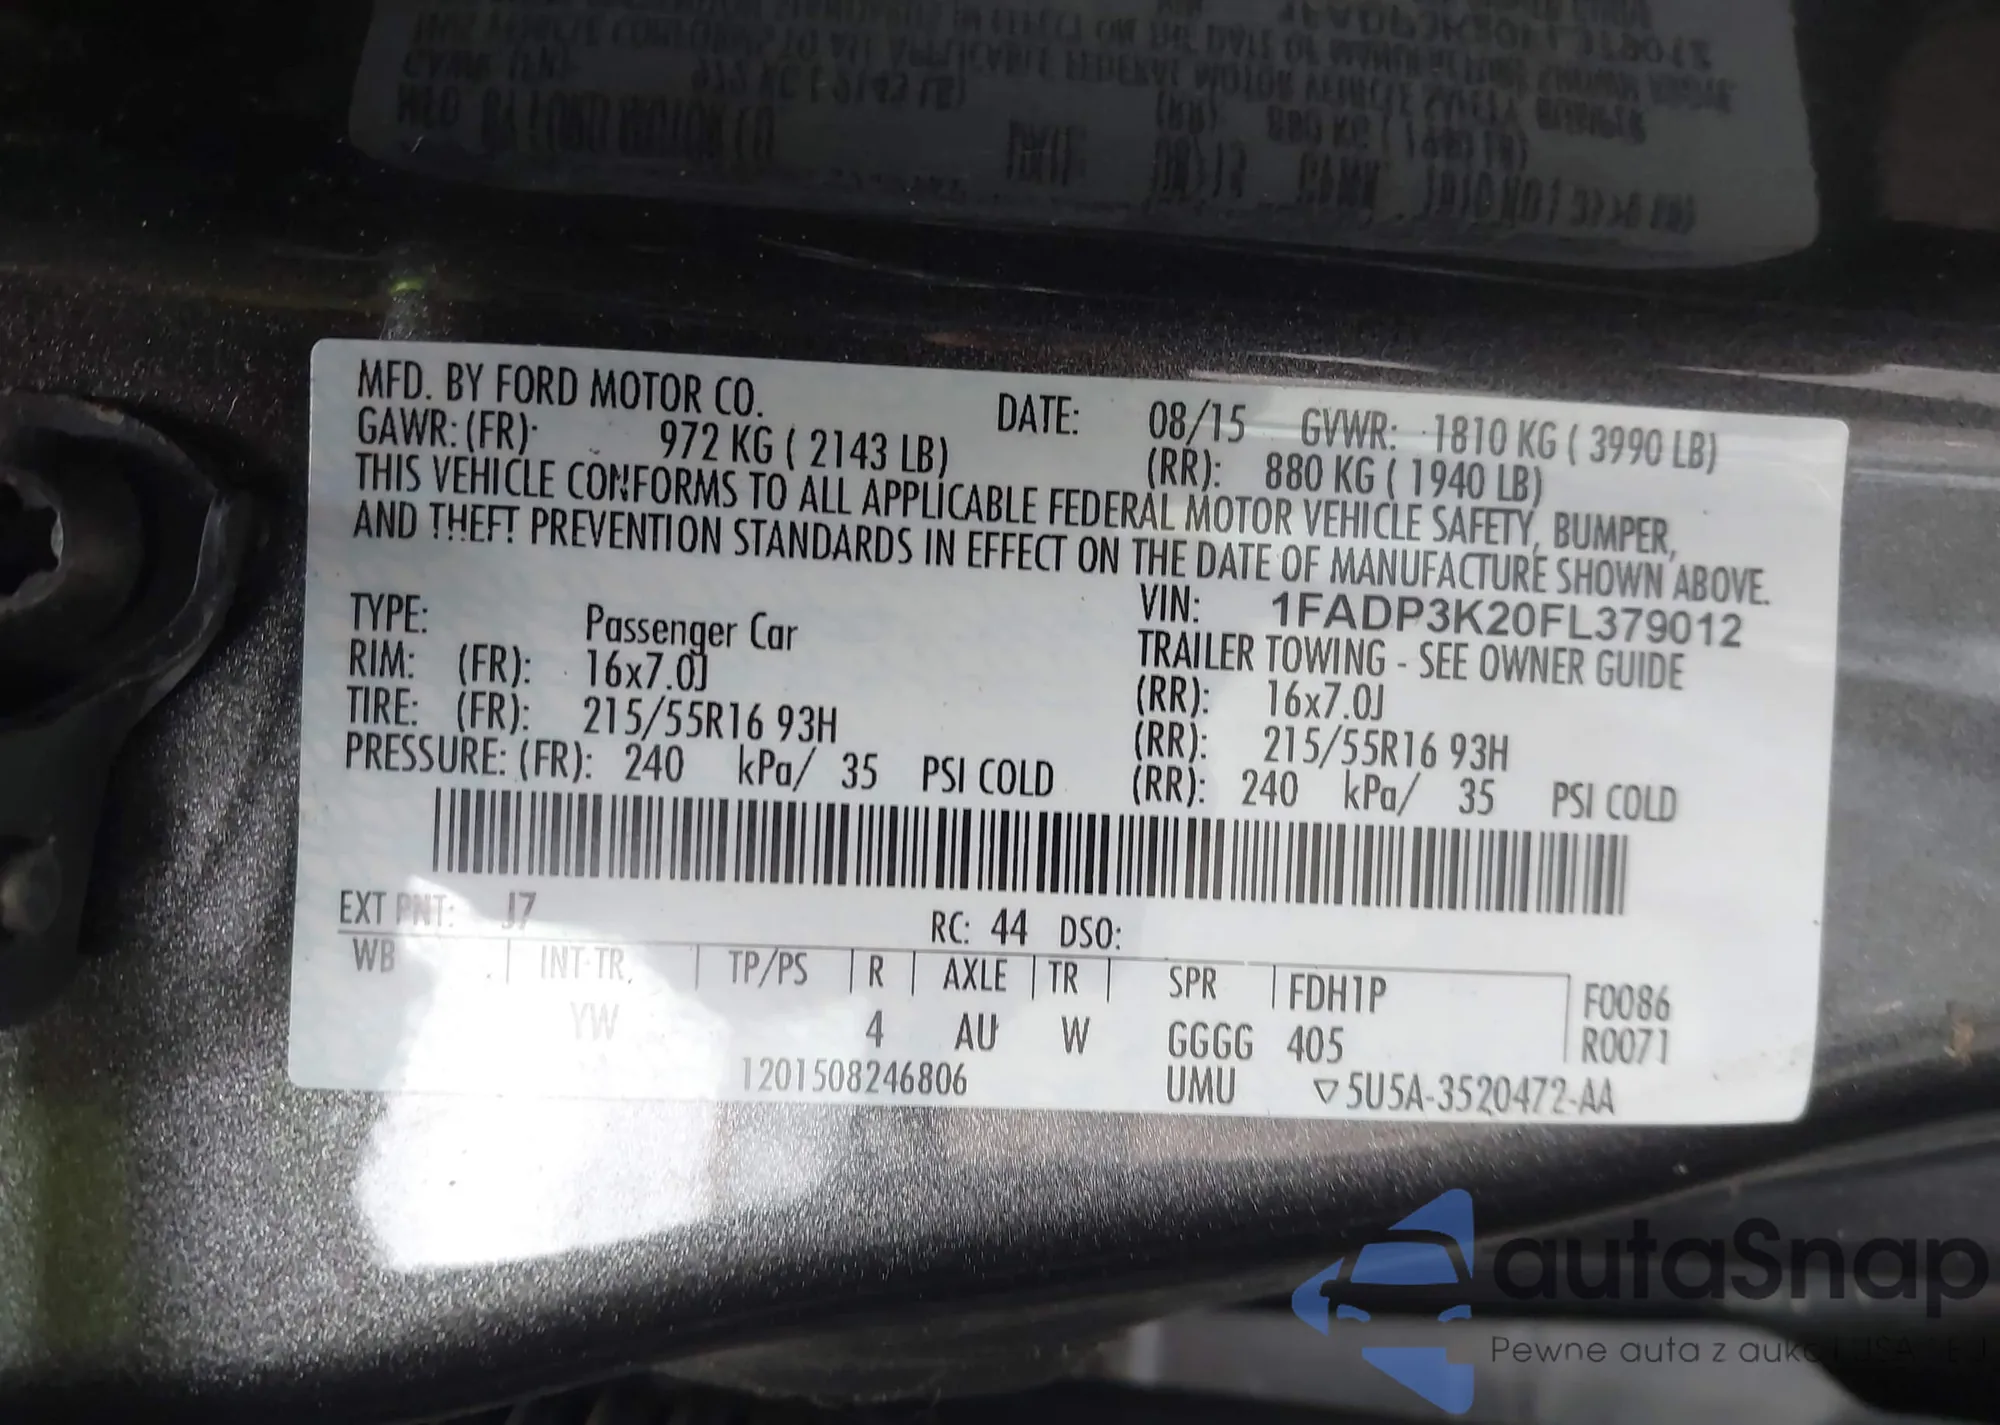 MFD. BY FORD MOTOR CO. DATE: 08/15 GVWR: 1810 KG ( 3990 LB)
GAWR: (FR): 972 KG ( 2143 LB) (RR): 880 KG ( 1940 LB)
THIS VEHICLE CONFORMS TO ALL APPLICABLE FEDERAL MOTOR VEHICLE SAFETY, BUMPER,
AND THEFT PREVENTION STANDARDS IN EFFECT ON THE DATE OF MANUFACTURE SHOWN ABOVE.
VIN: 1FADP3K20FL379012
TYPE: Passenger Car TRAILER TOWING - SEE OWNER GUIDE
RIM: (FR): 16x7.0J (RR): 16x7.0J
TIRE: (FR): 215/55R16 93H (RR): 215/55R16 93H
PRESSURE: (FR): 240 kPa/ 35 PSI COLD (RR): 240 kPa/ 35 PSI COLD
EXT PNT: J7 RC: 44 DSO:
WB INT TR TP/PS R AXLE TR SPR FDH1P F0086
YW 4 AU W GGGG 405 R0071
1201508246806 UMU ▽5U5A-3520472-AA
autaSnap
Pewne auta z aukcji USA